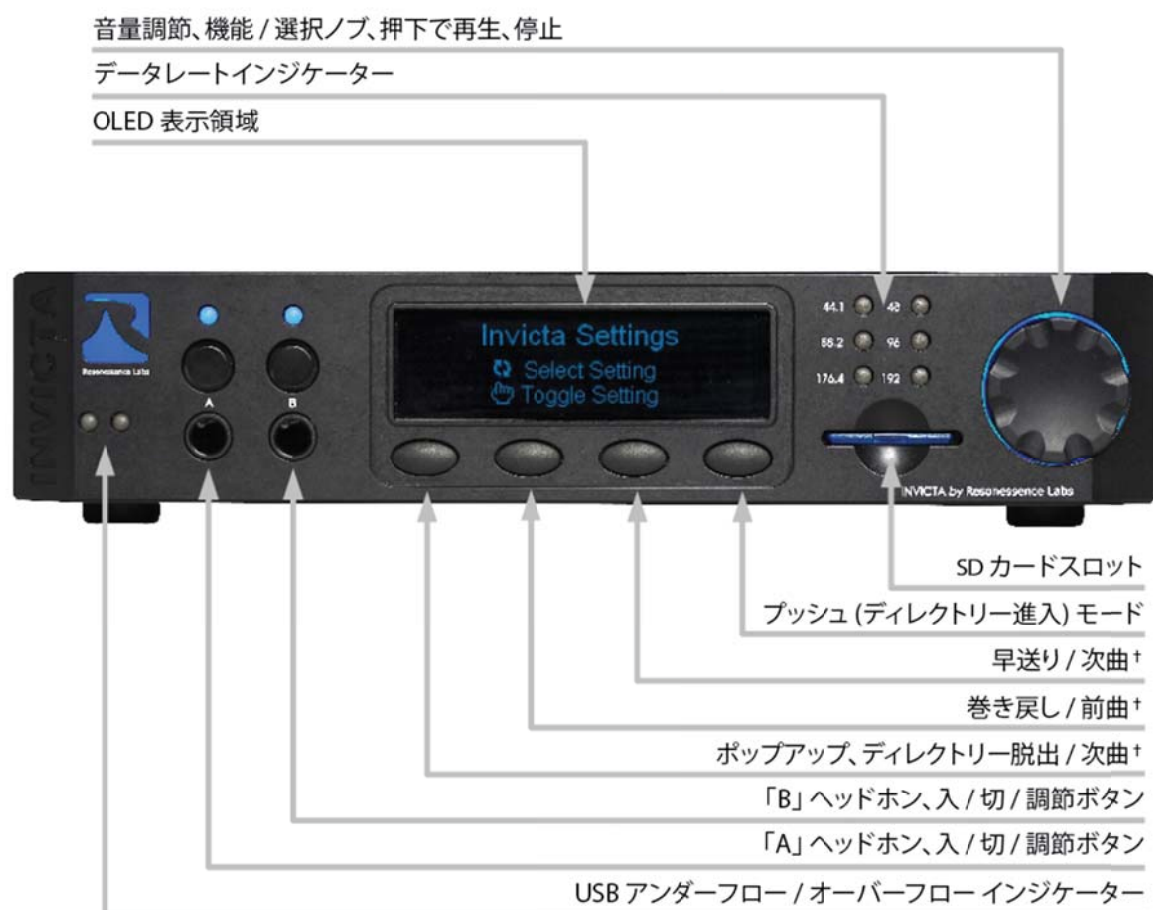 音量調節、機能 / 選択ノブ、押下で再生、停止
データレートインジケーター
OLED 表示領域
INVICTA
Resonessence Labs
A
B
Invicta Settings
Select Setting
Toggle Setting
44.1
48
88.2
96
176.4
192
INVICTA by Resonessence Labs
SD カードスロット
プッシュ (ディレクトリー進入) モード
早送り / 次曲†
巻き戻し / 前曲†
ポップアップ、ディレクトリー脱出 / 次曲†
「B」 ヘッドホン、入 / 切 / 調節ボタン
「A」 ヘッドホン、入 / 切 / 調節ボタン
USB アンダーフロー / オーバーフロー インジケーター